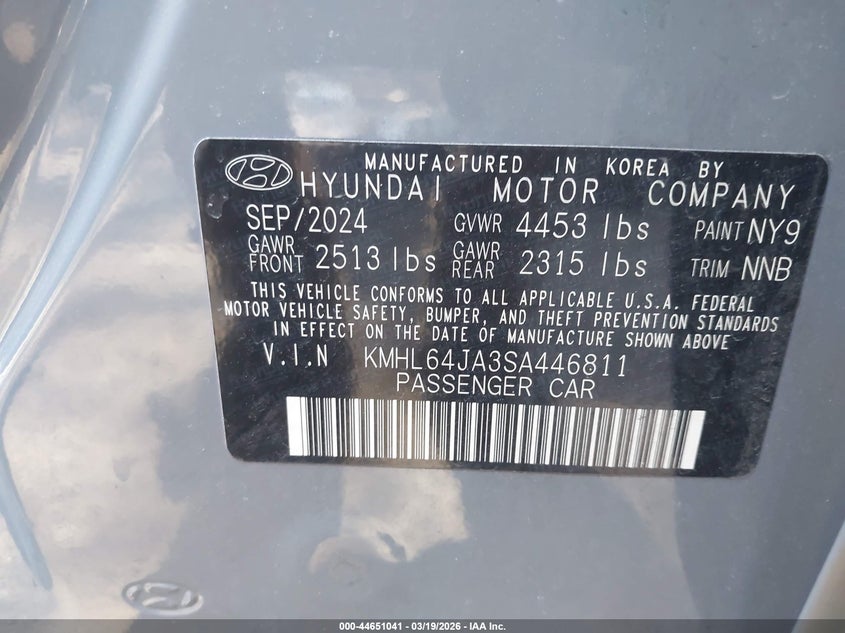 MANUFACTURED IN KOREA BY
HYUNDAI MOTOR COMPANY
SEP/2024 GVWR 4453 lbs PAINT NY9
GAWR FRONT 2513 lbs GAWR REAR 2315 lbs TRIM NNB
THIS VEHICLE CONFORMS TO ALL APPLICABLE U.S.A. FEDERAL
MOTOR VEHICLE SAFETY, BUMPER, AND THEFT PREVENTION STANDARDS
IN EFFECT ON THE DATE OF MANUFACTURE SHOWN ABOVE
V.I.N KMHL64JA3SA446811
PASSENGER CAR
000-44651041 | 03/19/2026 - IAA Inc.